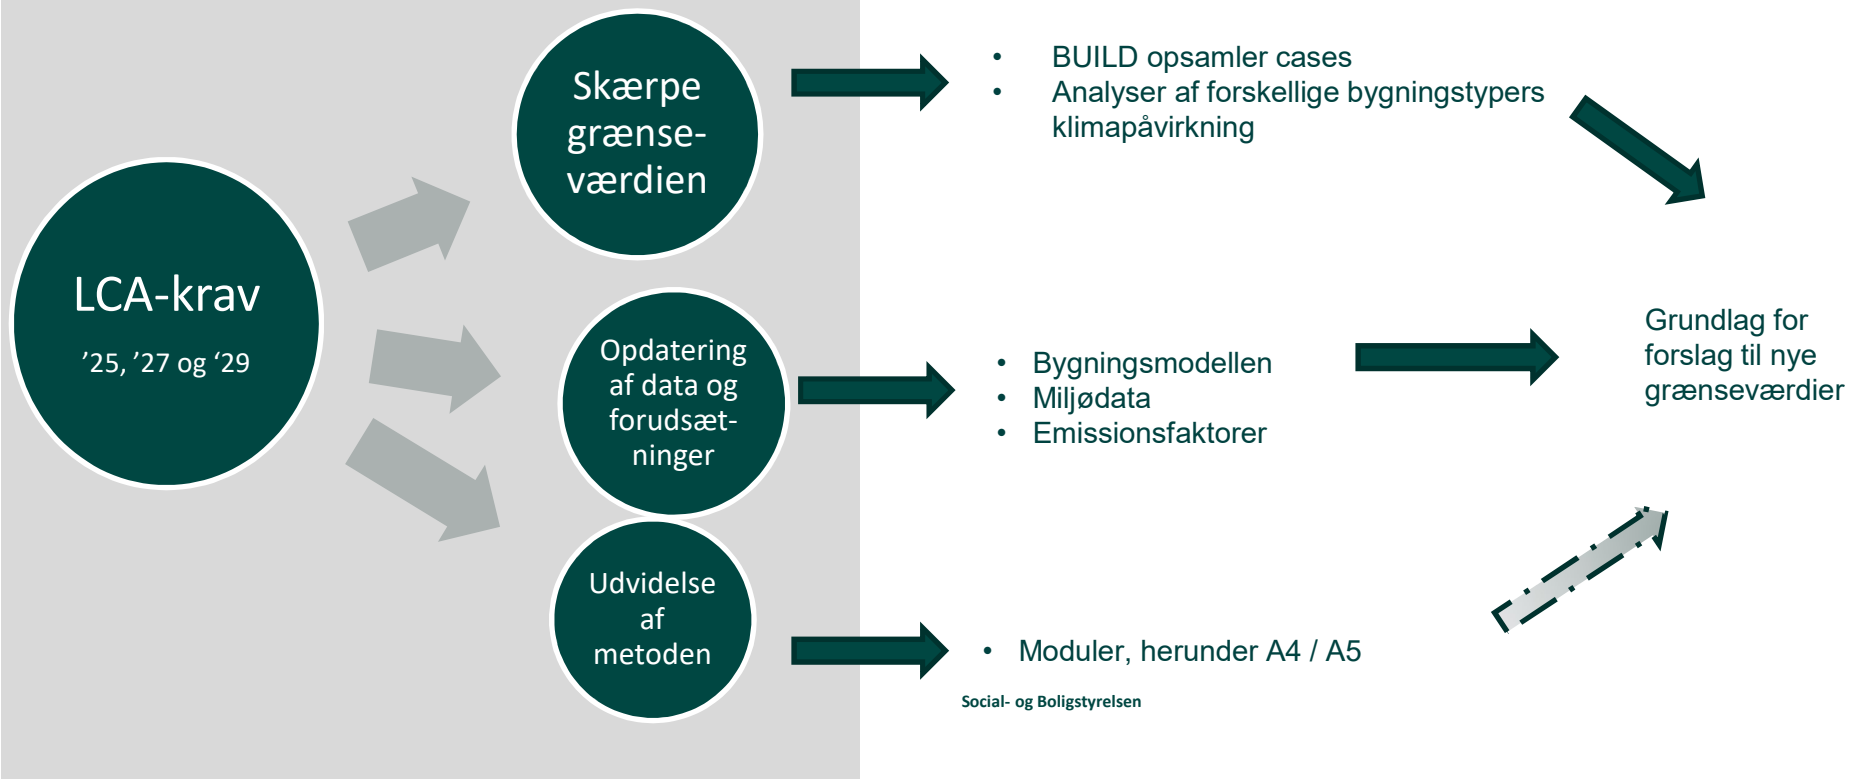 LCA-krav
’25, ’27 og ‘29
Skærpe
grænse-
værdien
• BUILD opsamler cases
• Analyser af forskellige bygningstypers
klimapåvirkning
Opdatering
af data og
forudsæt-
ninger
• Bygningsmodellen
• Miljødata
• Emissionsfaktorer
Udvidelse
af
metoden
• Moduler, herunder A4 / A5
Grundlag for
forslag til nye
grænseværdier
Social- og Boligstyrelsen